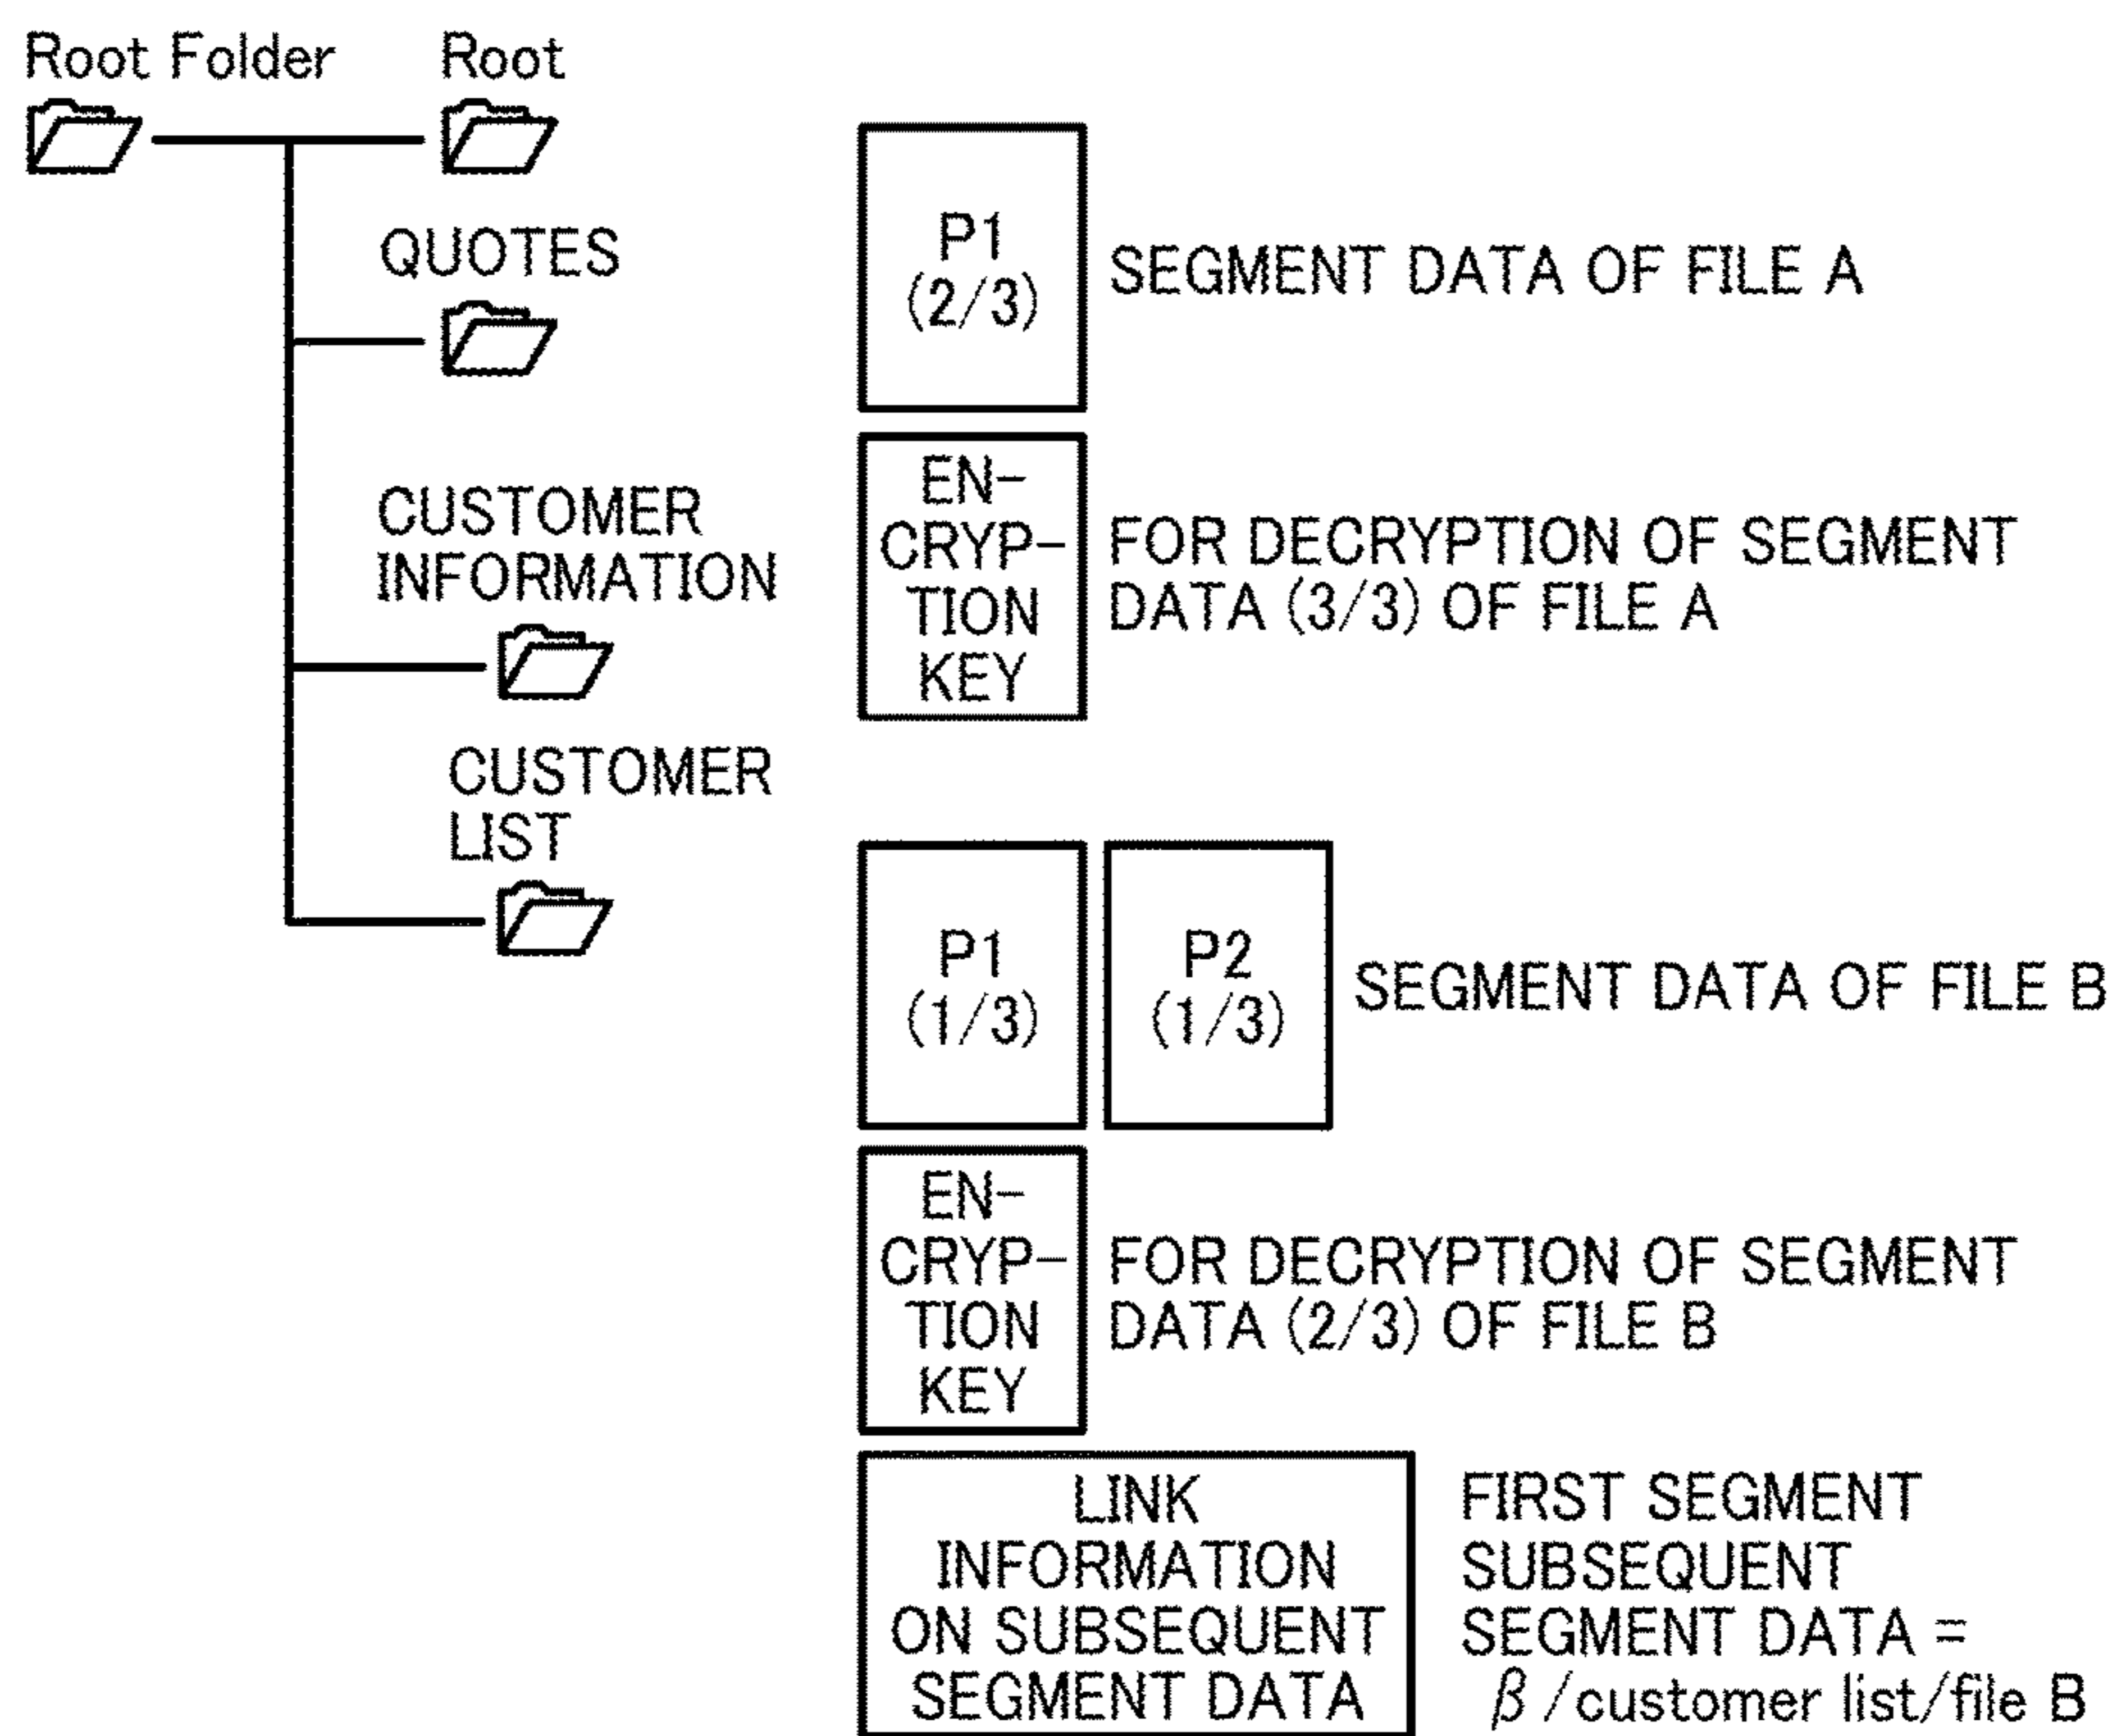 Root Folder
Root
QUOTES
CUSTOMER
INFORMATION
CUSTOMER
LIST
P1
(2/3)
SEGMENT DATA OF FILE A
EN-
CRYP-
TION
KEY
FOR DECRYPTION OF SEGMENT
DATA (3/3) OF FILE A
P1
(1/3)
P2
(1/3)
SEGMENT DATA OF FILE B
EN-
CRYP-
TION
KEY
FOR DECRYPTION OF SEGMENT
DATA (2/3) OF FILE B
LINK
INFORMATION
ON SUBSEQUENT
SEGMENT DATA
FIRST SEGMENT
SUBSEQUENT
SEGMENT DATA =
β/customer list/file B